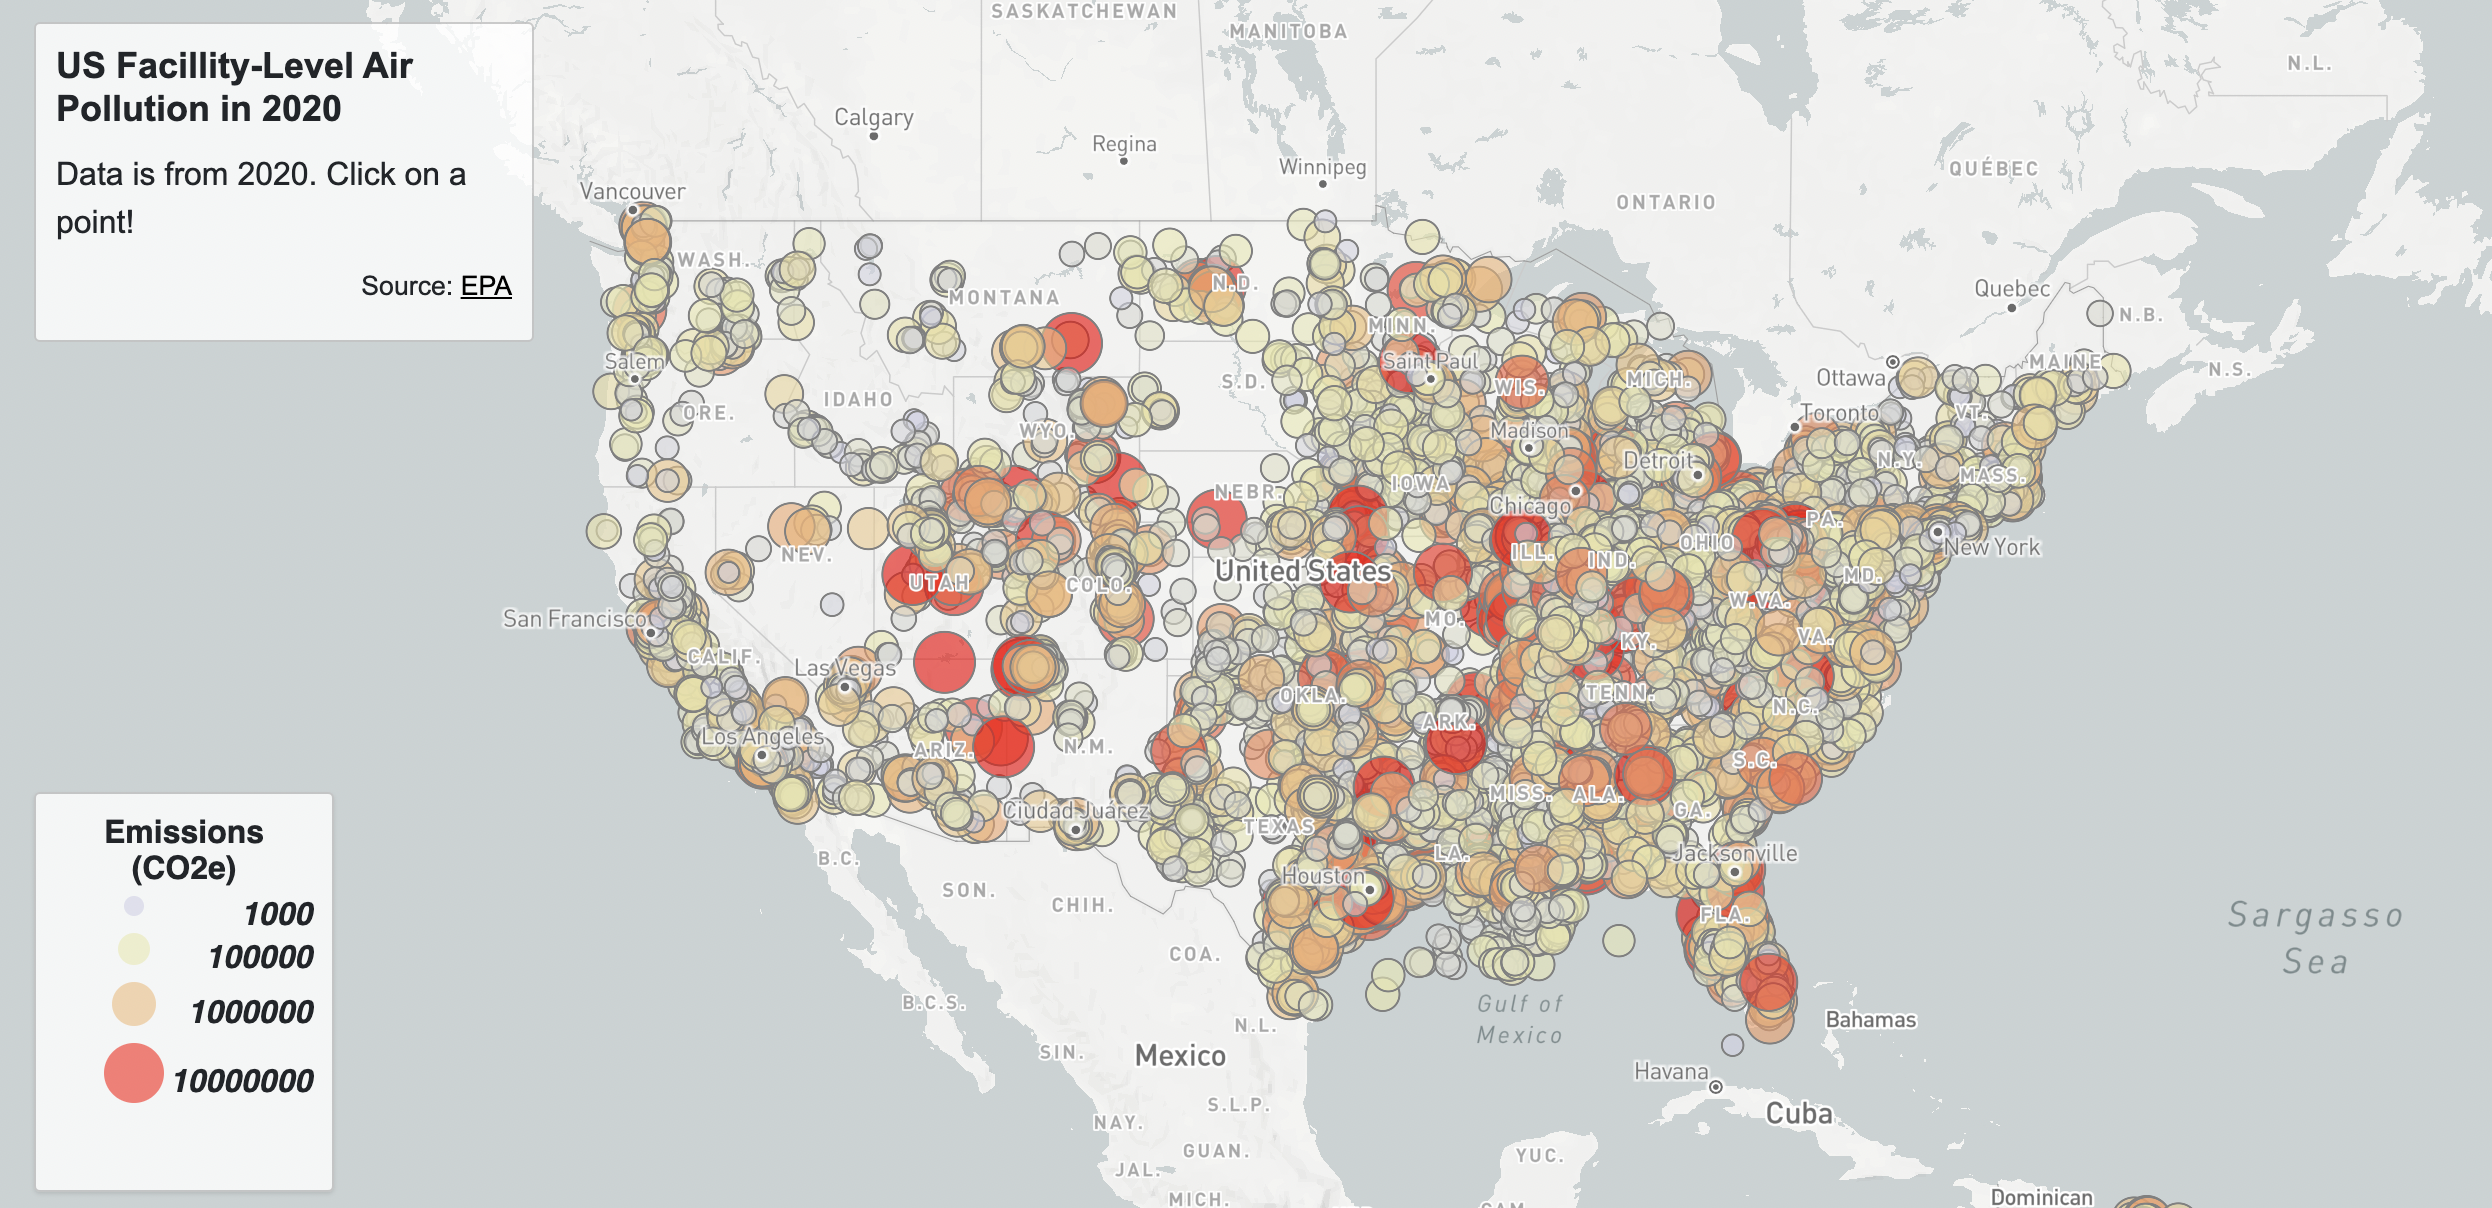 US Facillity-Level Air
Pollution in 2020
Data is from 2020. Click on a
point!
Source: EPA
SASKATCHEWAN
MANITOBA
N.L.
Calgary
Regina
Winnipeg
QUÉBEC
Vancouver
ONTARIO
WASH.
N.D.
MONTANA
Quebec
N.B.
MINN.
Salem
Saint Paul
MAINE
N.S.
S.D.
MICH.
Ottawa
WIS.
IDAHO
ORE.
VT.
Toronto
WYO.
Madison
Detroit
N.Y.
MASS.
IOWA
NEBR.
Chicago
PA.
OHIO
New York
NEV.
ILL.
IND.
United States
UTAH
COLO.
MD.
W.VA.
San Francisco
MO.
VA.
KY.
CALIF.
Las Vegas
OKLA.
TENN.
N.C.
ARK.
Los Angeles
ARIZ.
N.M.
S.C.
MISS.
ALA.
GA.
Ciudad Juárez
TEXAS
Jacksonville
LA.
B.C.
Houston
SON.
CHIH.
FLA.
Sargasso
Sea
COA.
B.C.S.
Gulf of
Mexico
N.L.
Bahamas
SIN.
Mexico
Havana
S.L.P.
Cuba
NAY.
GUAN.
YUC.
JAL.
MICH.
Dominican
CAM.
Emissions
(CO2e)
1000
100000
1000000
10000000